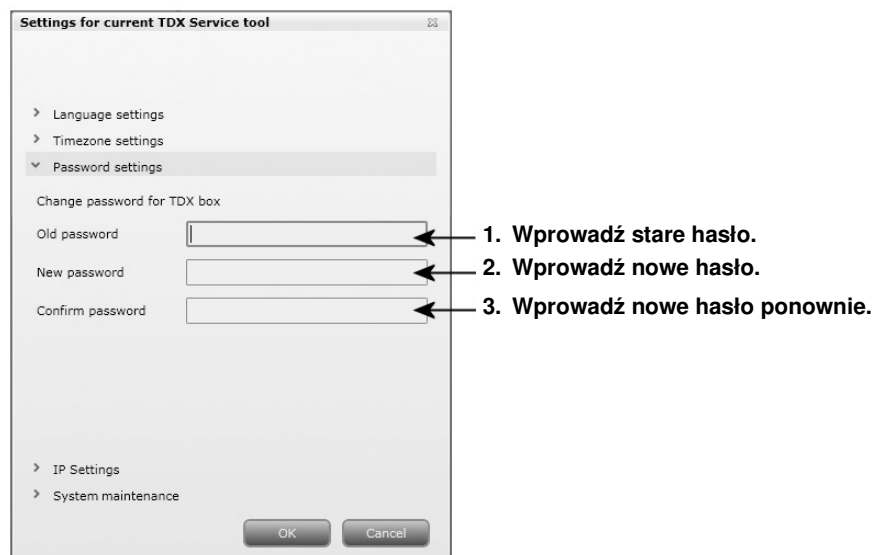 Settings for current TDX Service tool
Language settings
Timezone settings
Password settings
Change password for TDX box
Old password
1. Wprowadź stare hasło.
New password
2. Wprowadź nowe hasło.
Confirm password
3. Wprowadź nowe hasło ponownie.
IP Settings
System maintenance
OK Cancel